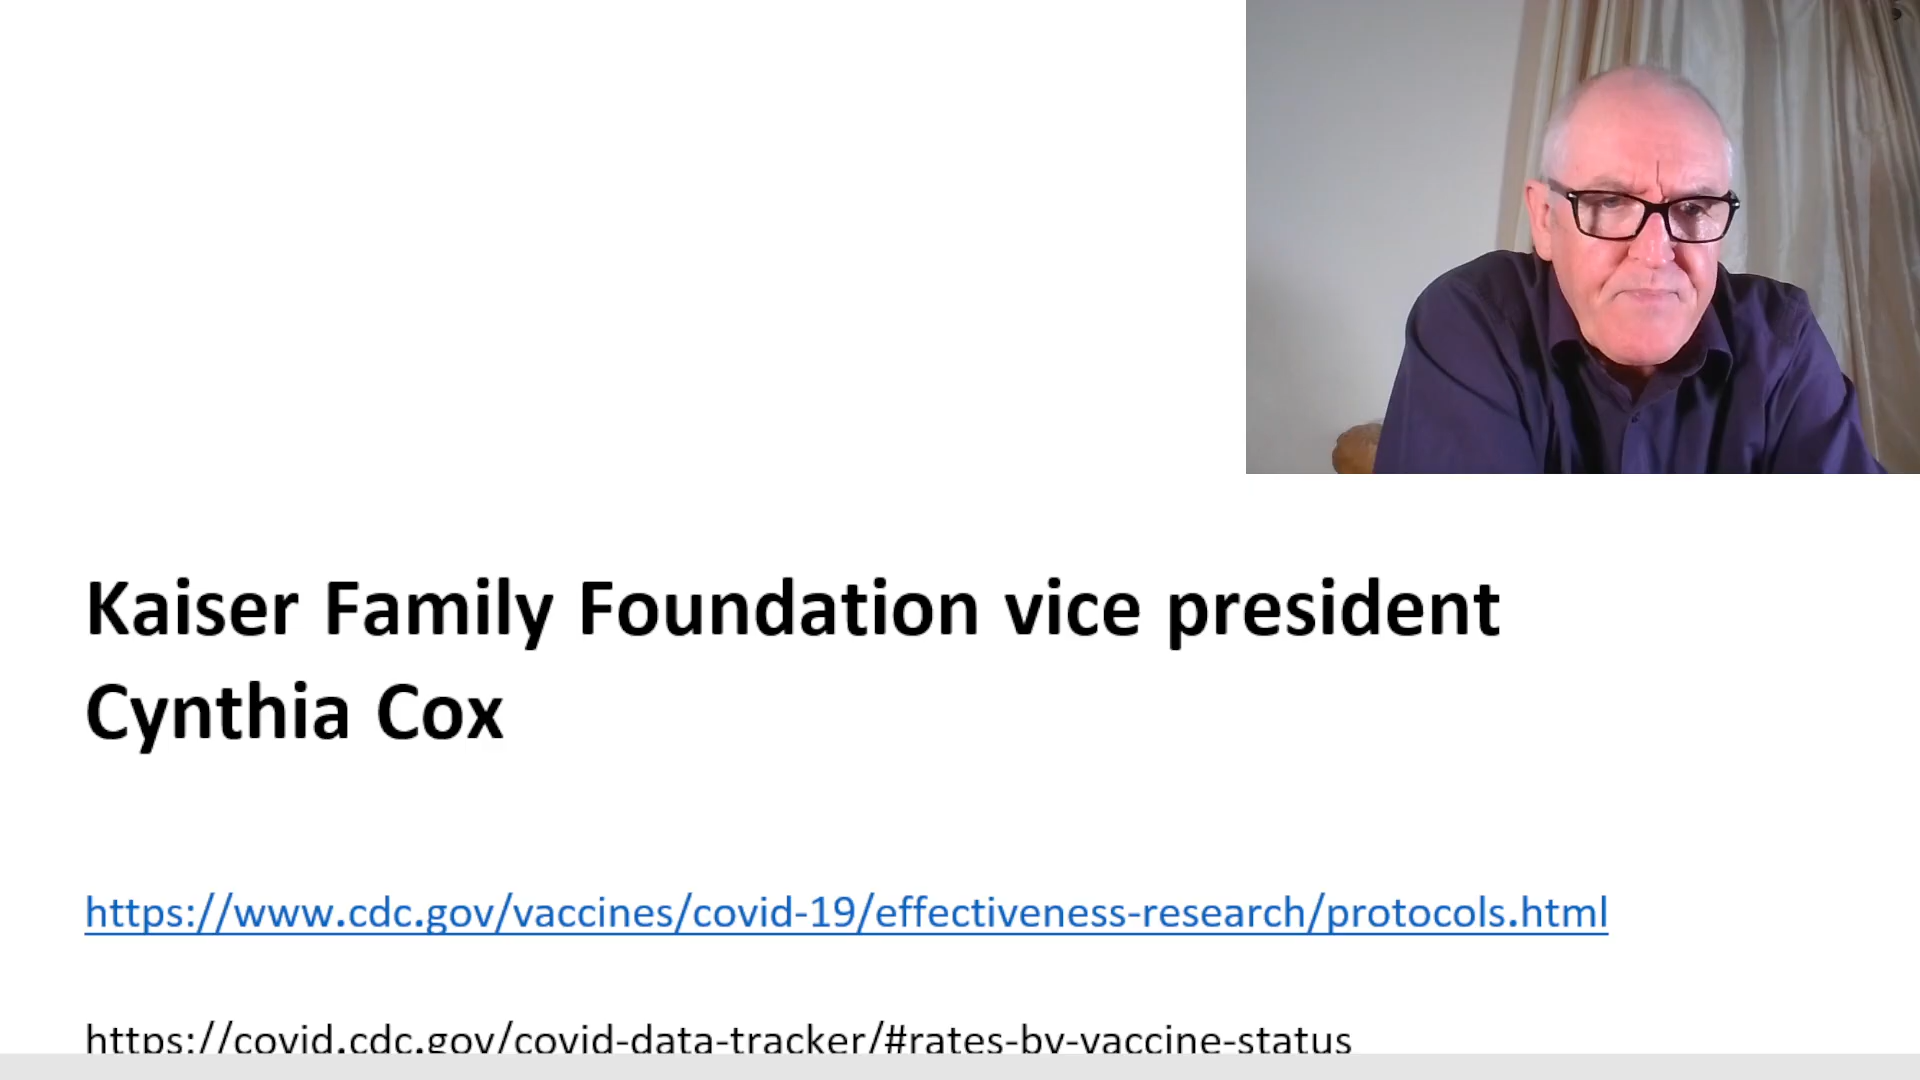 Kaiser Family Foundation vice president
Cynthia Cox
https://www.cdc.gov/vaccines/covid-19/effectiveness-research/protocols.html
https://covid.cdc.gov/covid-data-tracker/#rates-by-vaccine-status